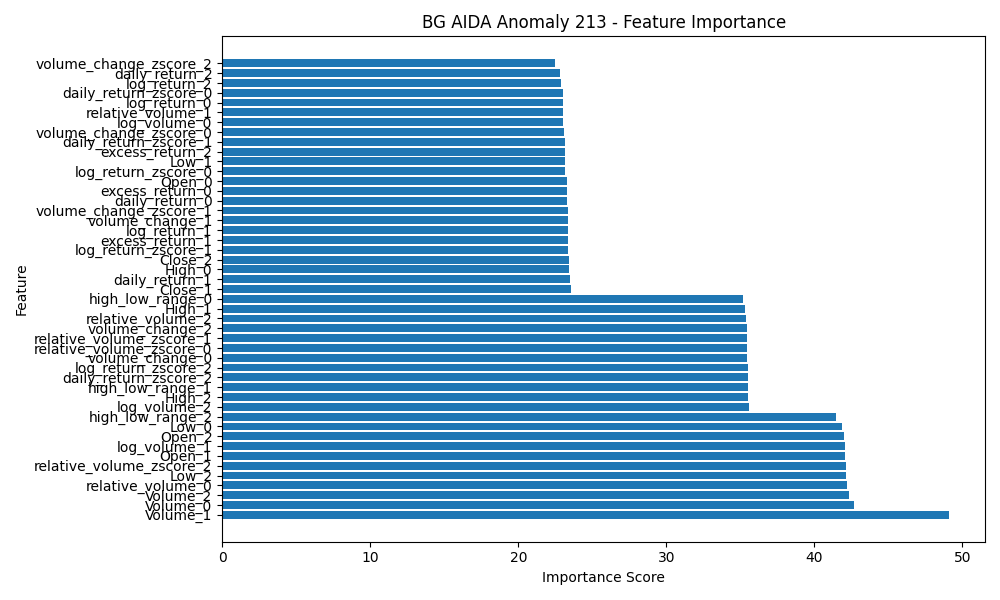 BG AIDA Anomaly 213 - Feature Importance
volume_change_zscore_2
daily_return_2
log_return_2
daily_return_zscore_0
log_return_0
relative_volume_1
log_volume_0
volume_change_zscore_0
daily_return_zscore_1
excess_return_2
Low_1
log_return_zscore_0
Open_0
excess_return_0
daily_return_0
volume_change_zscore_1
volume_change_1
log_return_1
excess_return_1
log_return_zscore_1
Close_2
High_0
daily_return_1
Close_1
high_low_range_0
High_1
relative_volume_2
volume_change_2
relative_volume_zscore_1
relative_volume_zscore_0
volume_change_0
log_return_zscore_2
daily_return_zscore_2
high_low_range_1
High_2
log_volume_2
high_low_range_2
Low_0
Open_2
log_volume_1
Open_1
relative_volume_zscore_2
Low_2
relative_volume_0
Volume_2
Volume_0
Volume_1
Feature
0 10 20 30 40 50
Importance Score